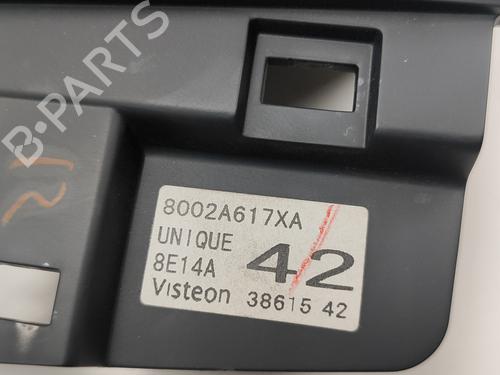 B-PARTS
8002A617XA
UNIQUE
8E14A
42
Visteon 38615 42